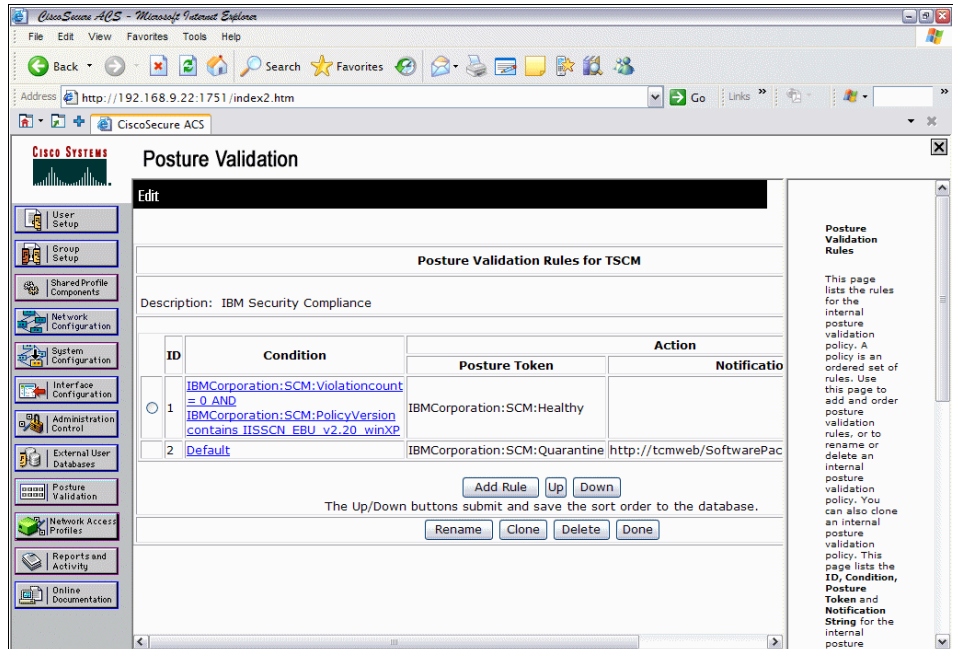 CiscoSecure ACS - Microsoft Internet Explorer
File Edit View Favorites Tools Help
Back Search Favorites
Address http://192.168.9.22:1751/index2.htm Go Links
CiscoSecure ACS
CISCO SYSTEMS
Posture Validation
Edit
User Setup
Group Setup
Shared Profile Components
Network Configuration
System Configuration
Interface Configuration
Administration Control
External User Databases
Posture Validation
Network Access Profiles
Reports and Activity
Online Documentation
Posture Validation Rules for TSCM
Description: IBM Security Compliance
ID Condition Action
Posture Token Notificatio
1 IBMCorporation:SCM:Violationcount
= 0 AND
IBMCorporation:SCM:PolicyVersion
contains IISSCN_EBU_v2.20_winXP
IBMCorporation:SCM:Healthy
2 Default IBMCorporation:SCM:Quarantine http://tcmweb/SoftwarePac
Add Rule Up Down
The Up/Down buttons submit and save the sort order to the database.
Rename Clone Delete Done
Posture
Validation
Rules
This page
lists the rules
for the
internal
posture
validation
policy. A
policy is an
ordered set of
rules. Use
this page to
add and order
posture
validation
rules, or to
rename or
delete an
internal
posture
validation
policy. You
can also clone
an internal
posture
validation
policy. This
page lists the
ID, Condition,
Posture
Token and
Notification
String for the
internal
posture